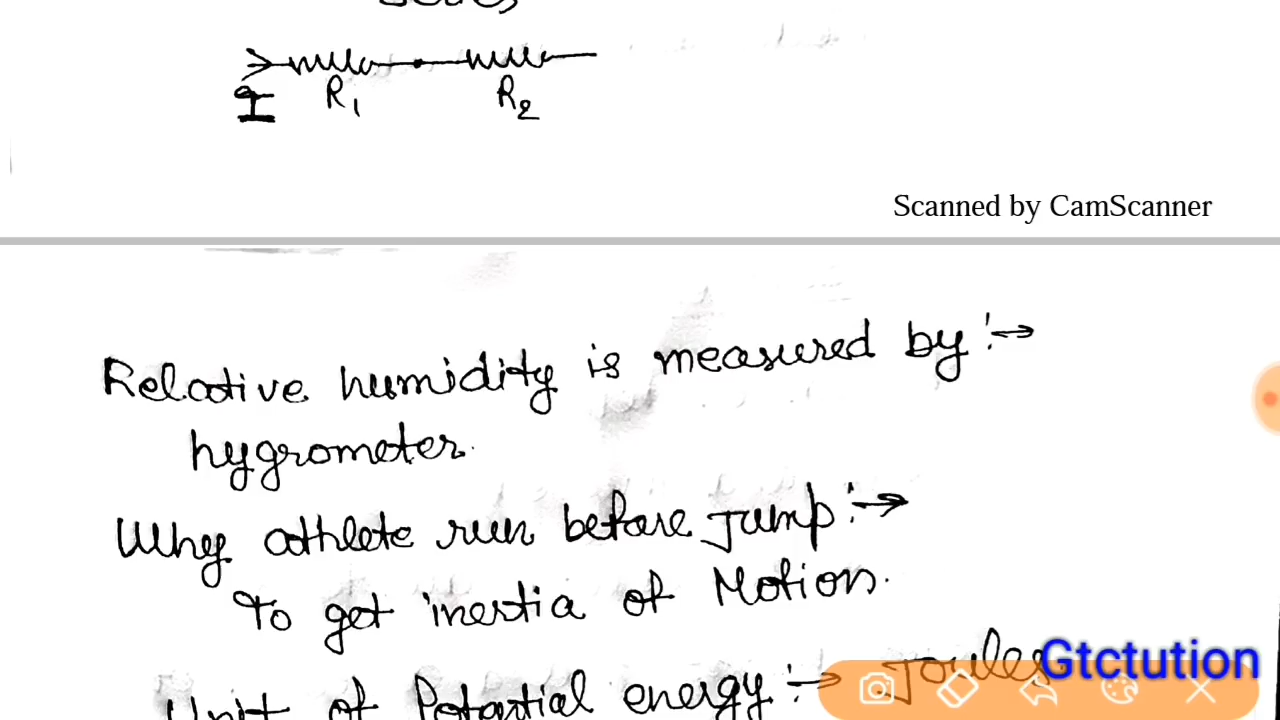 I R1 R2
Scanned by CamScanner
Relative humidity is measured by :→
hygrometer.
Why athlete run before Jump :→
To get inertia of Motion.
Unit of Potential energy :→ Joules
Gtctution